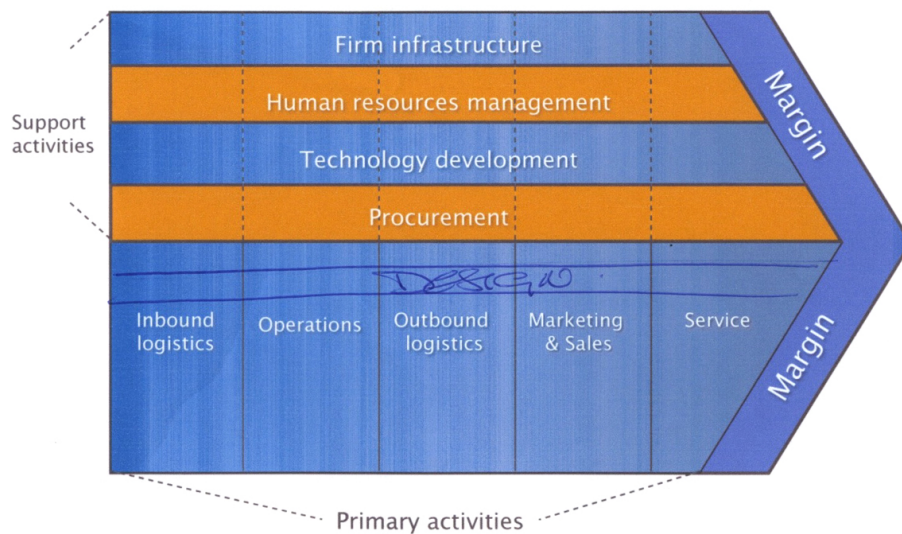 Firm infrastructure
Margin
Human resources management
Support
activities
Technology development
Procurement
DESIGN
Inbound
logistics
Operations
Outbound
logistics
Marketing
& Sales
Service
Margin
Primary activities